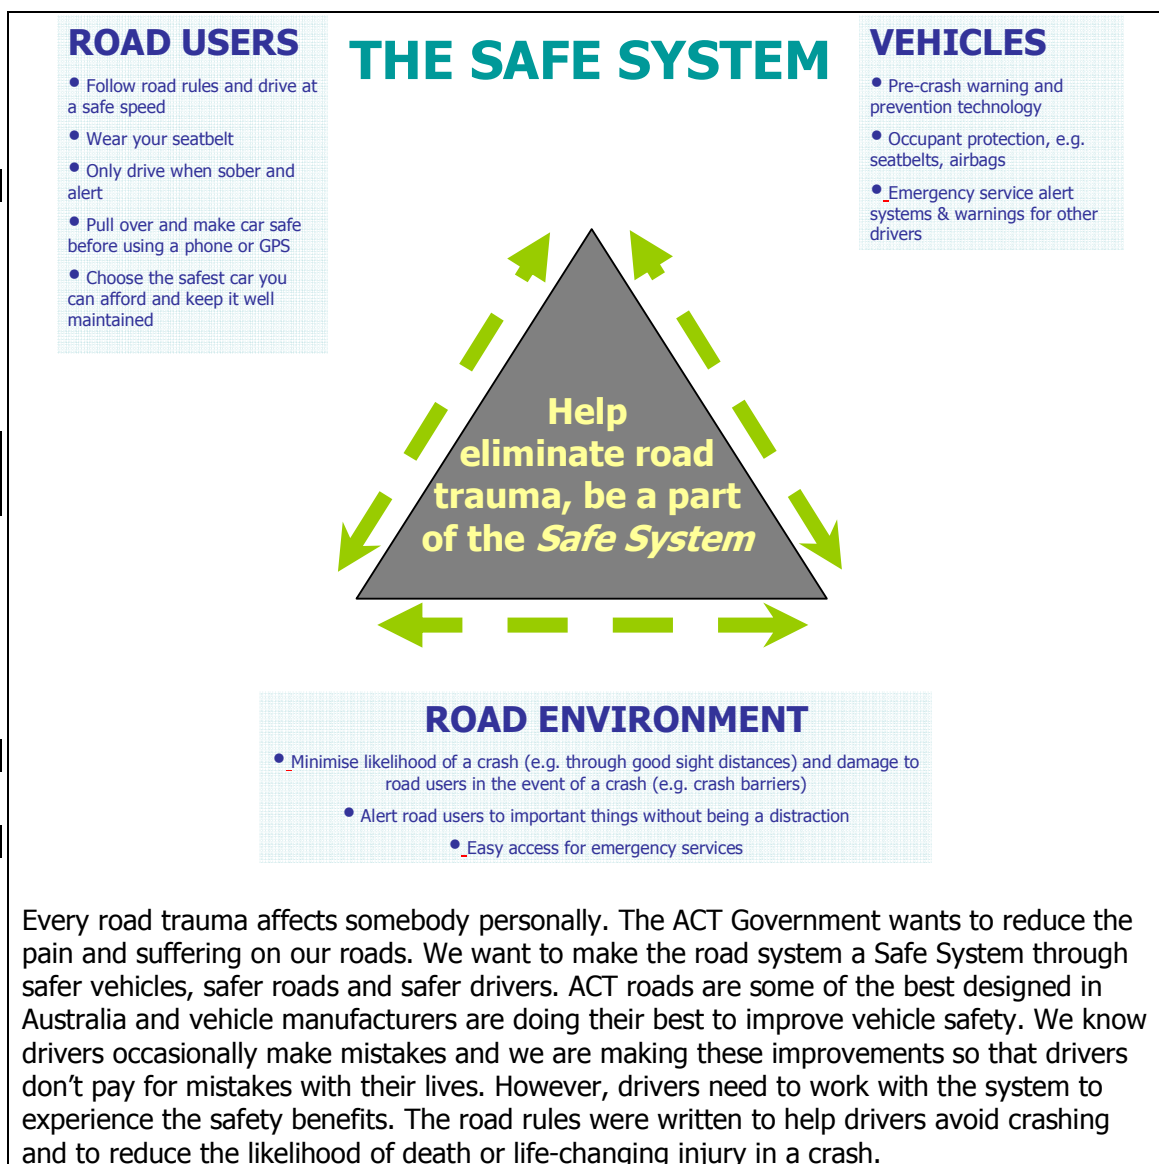 ROAD USERS
• Follow road rules and drive at
a safe speed
• Wear your seatbelt
• Only drive when sober and
alert
• Pull over and make car safe
before using a phone or GPS
• Choose the safest car you
can afford and keep it well
maintained
THE SAFE SYSTEM
VEHICLES
• Pre-crash warning and
prevention technology
• Occupant protection, e.g.
seatbelts, airbags
• Emergency service alert
systems & warnings for other
drivers
Help
eliminate road
trauma, be a part
of the Safe System
ROAD ENVIRONMENT
• Minimise likelihood of a crash (e.g. through good sight distances) and damage to
road users in the event of a crash (e.g. crash barriers)
• Alert road users to important things without being a distraction
• Easy access for emergency services
Every road trauma affects somebody personally. The ACT Government wants to reduce the
pain and suffering on our roads. We want to make the road system a Safe System through
safer vehicles, safer roads and safer drivers. ACT roads are some of the best designed in
Australia and vehicle manufacturers are doing their best to improve vehicle safety. We know
drivers occasionally make mistakes and we are making these improvements so that drivers
don’t pay for mistakes with their lives. However, drivers need to work with the system to
experience the safety benefits. The road rules were written to help drivers avoid crashing
and to reduce the likelihood of death or life-changing injury in a crash.